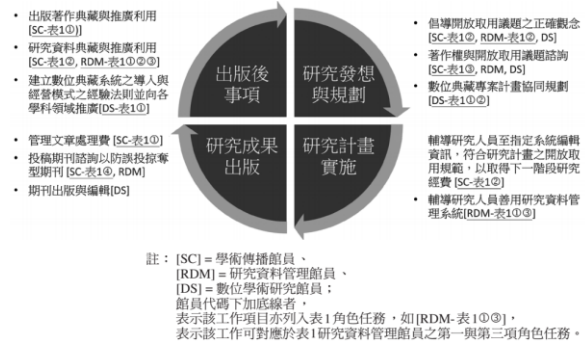 • 出版著作典藏與推廣利用
[SC-表1①)]
• 研究資料典藏與推廣利用
[SC-表1②, RDM-表1①②③]
• 建立數位典藏系統之導入與
經營模式之經驗法則並向各
學科領域推廣[DS-表1①]
• 管理文章處理費 [SC-表1①]
• 投稿期刊諮詢以防誤投掠奪
型期刊 [SC-表1④, RDM]
• 期刊出版與編輯[DS]
出版後
事項
研究發想
與規劃
研究成果
出版
研究計畫
實施
• 倡導開放取用議題之正確觀念
[SC-表1②, RDM-表1②, DS]
• 著作權與開放取用議題諮詢
[SC-表1③, RDM, DS]
• 數位典藏專案計畫協同規劃
[DS-表1①②]
輔導研究人員至指定系統編輯
資訊，符合研究計畫之開放取
用規範，以取得下一階段研究
經費 [SC-表1②]
• 輔導研究人員善用研究資料管
理系統[RDM-表1①③]
註：[SC] = 學術傳播館員、
[RDM] = 研究資料管理館員、
[DS] = 數位學術研究館員；
館員代碼下加底線者，
表示該工作項目亦列入表1角色任務，如[RDM-表1①③]，
表示該工作可對應於表1研究資料管理館員之第一與第三項角色任務。